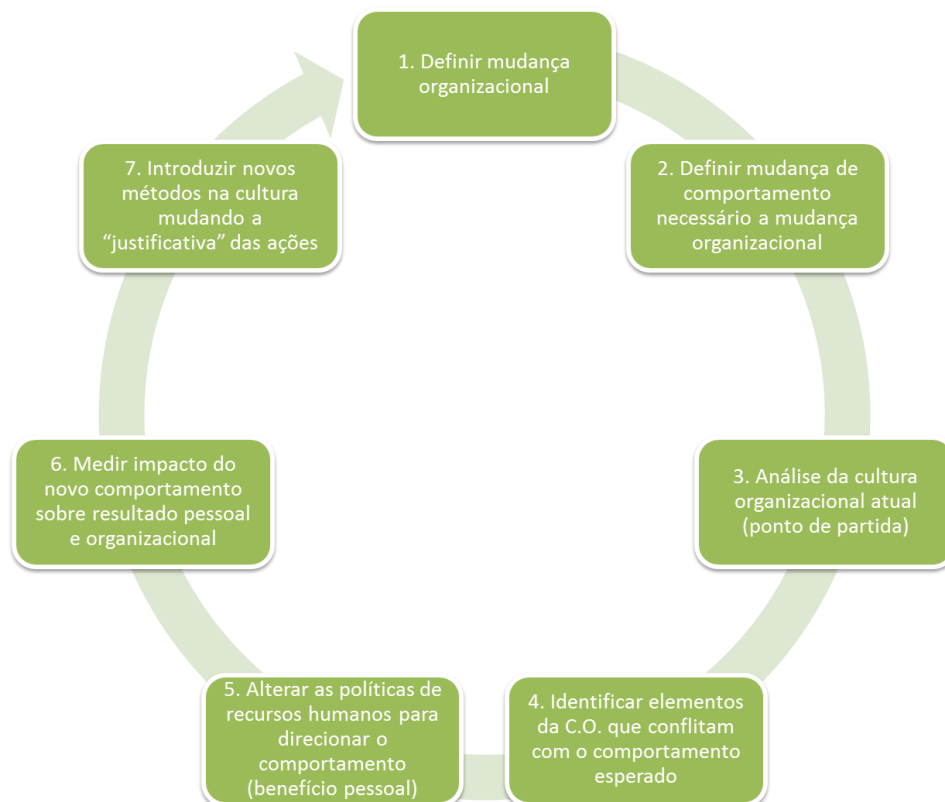 1. Definir mudança
organizacional
2. Definir mudança de
comportamento
necessário a mudança
organizacional
3. Análise da cultura
organizacional atual
(ponto de partida)
4. Identificar elementos
da C.O. que conflitam
com o comportamento
esperado
5. Alterar as políticas de
recursos humanos para
direcionar o
comportamento
(benefício pessoal)
6. Medir impacto do
novo comportamento
sobre resultado pessoal
e organizacional
7. Introduzir novos
métodos na cultura
mudando a
“justificativa” das ações